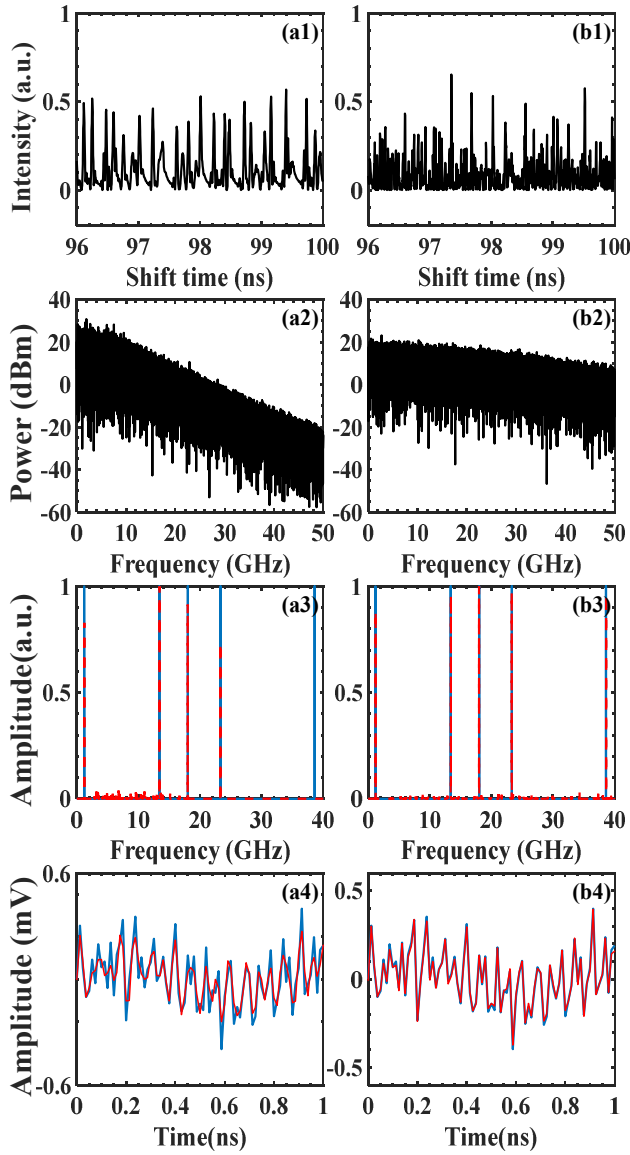 (a1) (b1)
Intensity (a.u.)
1 1
0.5 0.5
0 0
96 97 98 99 100 96 97 98 99 100
Shift time (ns) Shift time (ns)
(a2) (b2)
Power (dBm)
40 40
20 20
0 0
-20 -20
-40 -40
-60 -60
0 10 20 30 40 50 0 10 20 30 40 50
Frequency (GHz) Frequency (GHz)
(a3) (b3)
Amplitude(a.u.)
1 1
0.5 0.5
0 0
0 10 20 30 40 0 10 20 30 40
Frequency (GHz) Frequency (GHz)
(a4) (b4)
Amplitude (mV)
0.6 0.5
0
-0.6 -0.5
0 0.2 0.4 0.6 0.8 1 0 0.2 0.4 0.6 0.8 1
Time(ns) Time(ns)